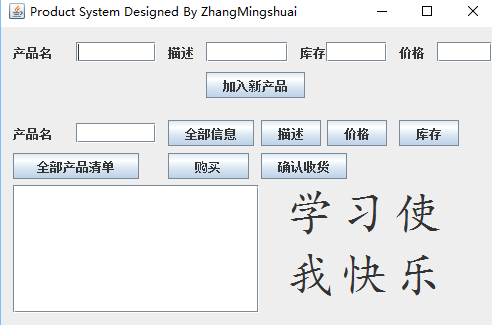 Product System Designed By ZhangMingshuai
产品名 描述 库存 价格
加入新产品
产品名 全部信息 描述 价格 库存
全部产品清单 购买 确认收货
学习使
我快乐